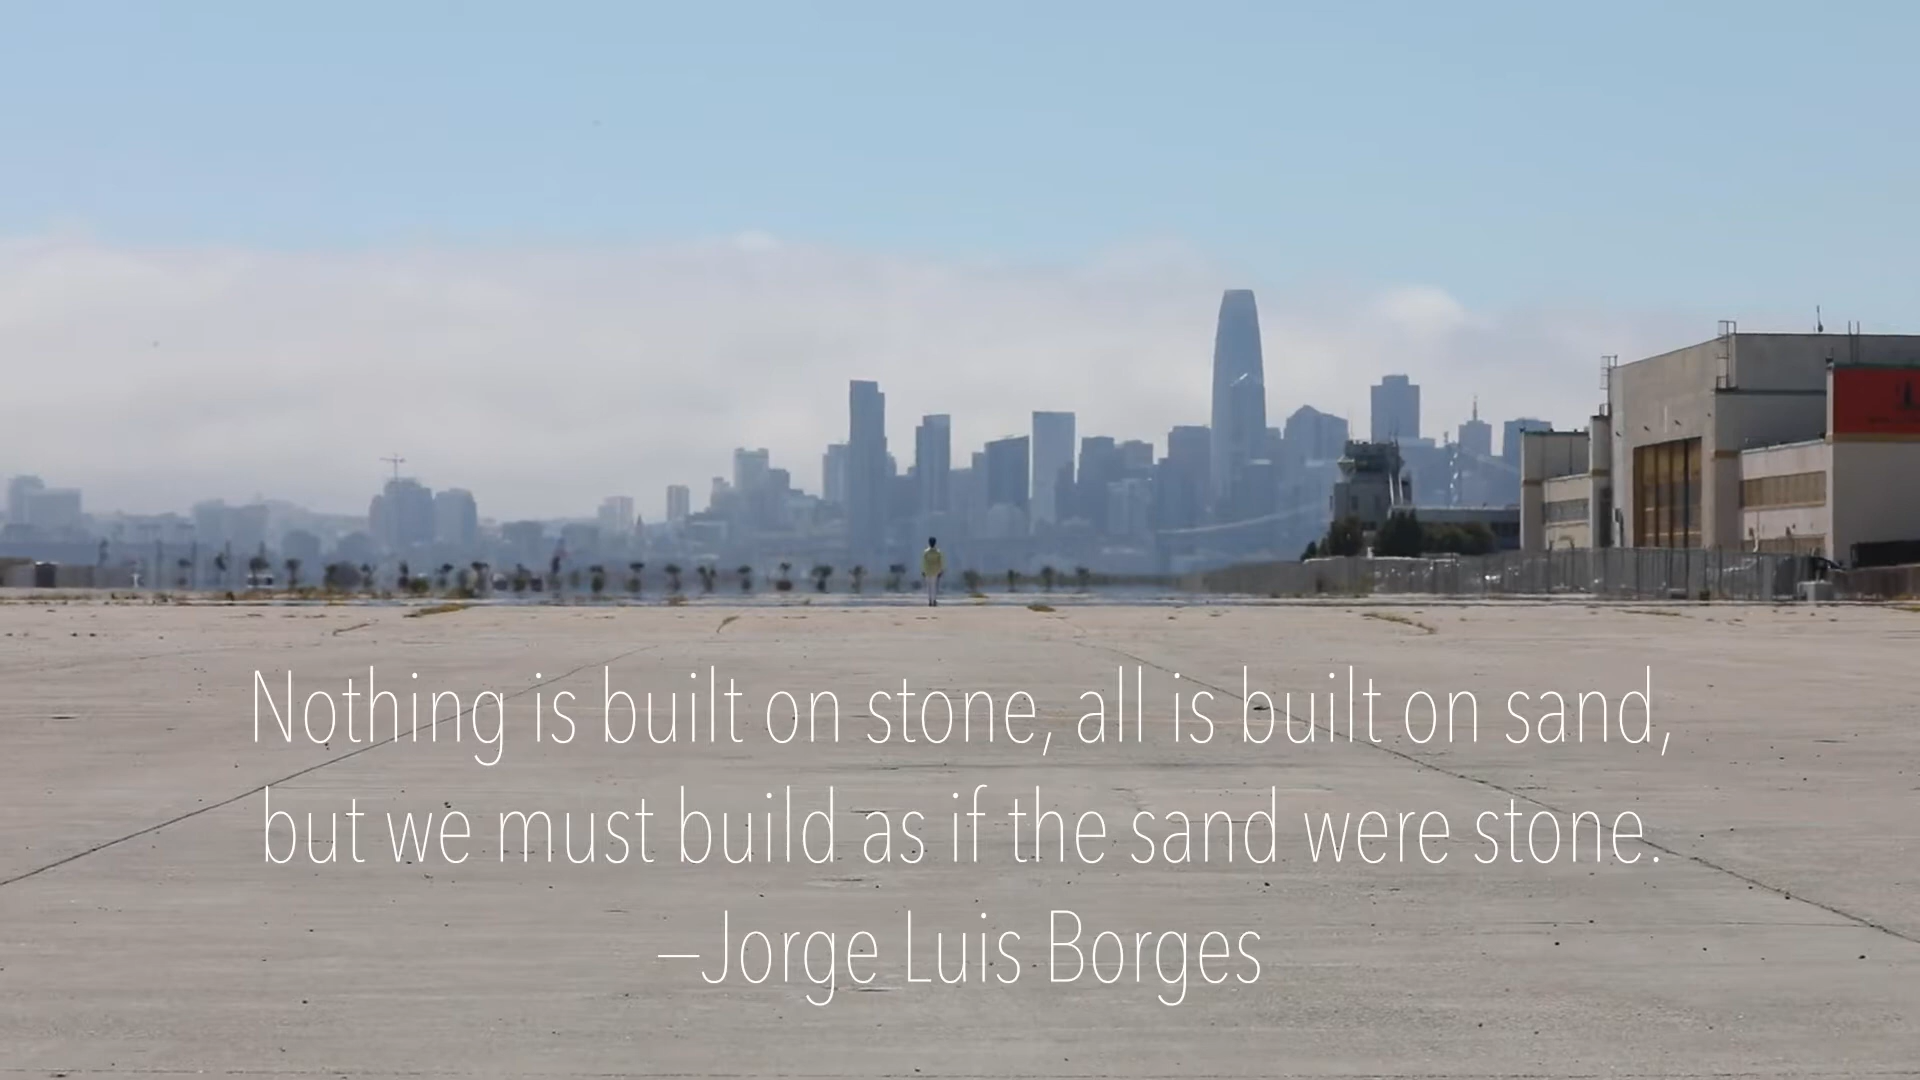 Nothing is built on stone, all is built on sand,
but we must build as if the sand were stone.
–Jorge Luis Borges